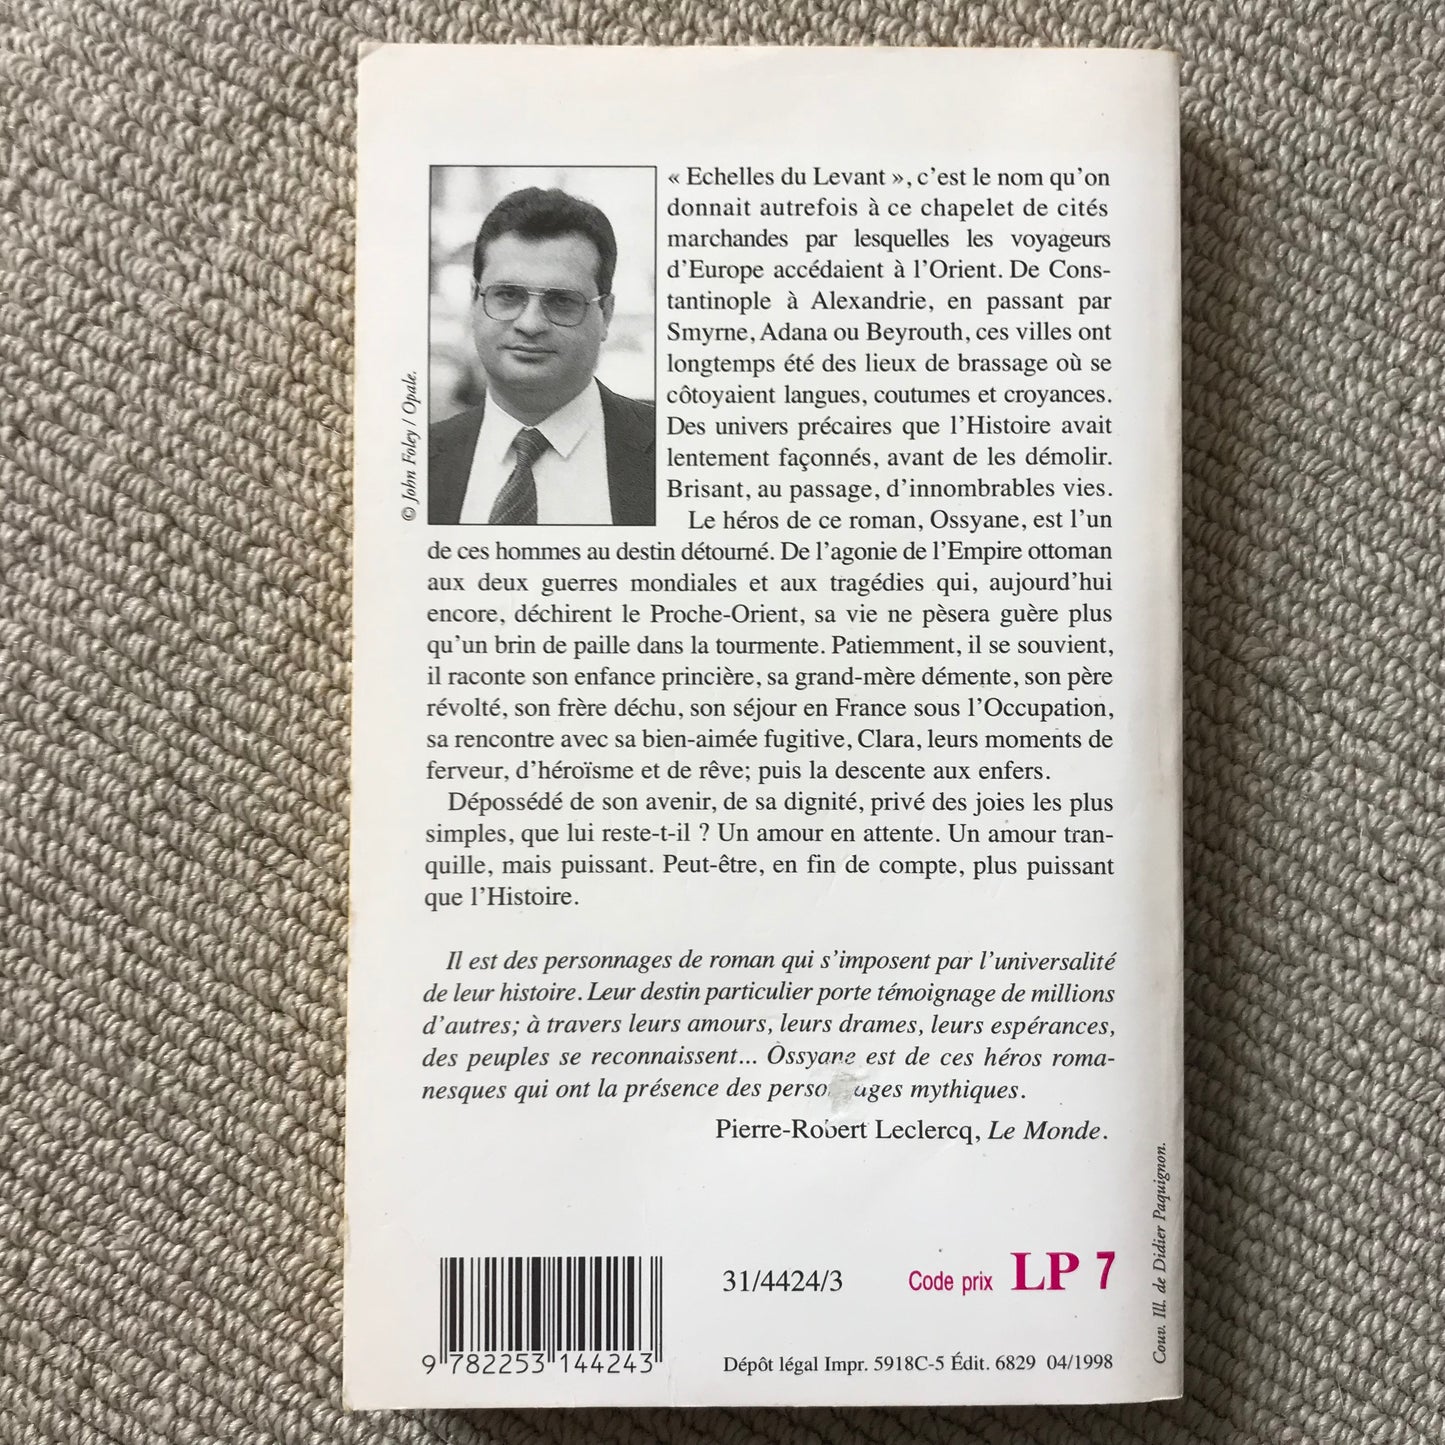 « Echelles du Levant », c’est le nom qu’on
donnait autrefois à ce chapelet de cités
marchandes par lesquelles les voyageurs
d’Europe accédaient à l’Orient. De Cons-
tantinople à Alexandrie, en passant par
Smyrne, Adana ou Beyrouth, ces villes ont
longtemps été des lieux de brassage où se
côtoyaient langues, coutumes et croyances.
Des univers précaires que l’Histoire avait
lentement façonnés, avant de les démolir.
Brisant, au passage, d’innombrables vies.
Le héros de ce roman, Ossyane, est l’un
de ces hommes au destin détourné. De l’agonie de l’Empire ottoman
aux deux guerres mondiales et aux tragédies qui, aujourd’hui
encore, déchirent le Proche-Orient, sa vie ne pèsera guère plus
qu’un brin de paille dans la tourmente. Patiemment, il se souvient,
il raconte son enfance princière, sa grand-mère démente, son père
révolté, son frère déchu, son séjour en France sous l’Occupation,
sa rencontre avec sa bien-aimée fugitive, Clara, leurs moments de
ferveur, d’héroïsme et de rêve; puis la descente aux enfers.
Dépossédé de son avenir, de sa dignité, privé des joies les plus
simples, que lui reste-t-il ? Un amour en attente. Un amour tran-
quille, mais puissant. Peut-être, en fin de compte, plus puissant
que l’Histoire.
Il est des personnages de roman qui s’imposent par l’universalité
de leur histoire. Leur destin particulier porte témoignage de millions
d’autres; à travers leurs amours, leurs drames, leurs espérances,
des peuples se reconnaissent... Ossyane est de ces héros roma-
nesques qui ont la présence des personnages mythiques.
Pierre-Robert Leclercq, Le Monde.
© John Foley / Opale.
Couv. Ill. de Didier Paquignon.
31/4424/3
Code prix LP 7
9 782253 144243
Dépôt légal Impr. 5918C-5 Édit. 6829 04/1998